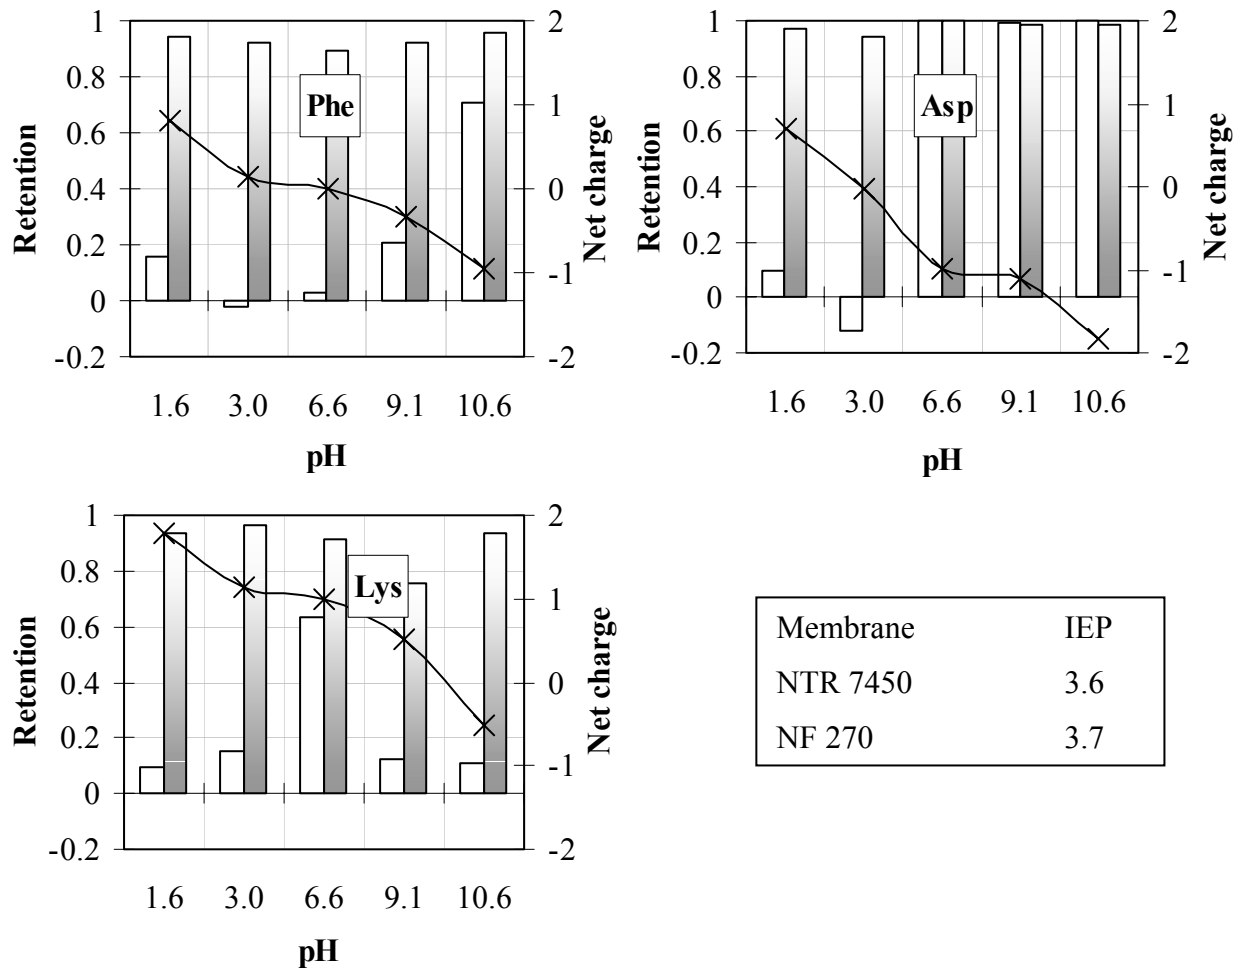 1
0.8
0.6
0.4
0.2
0
-0.2
Retention
Phe
2
1
0
-1
-2
Net charge
1.6 3.0 6.6 9.1 10.6
pH
1
0.8
0.6
0.4
0.2
0
-0.2
Retention
Asp
2
1
0
-1
-2
Net charge
1.6 3.0 6.6 9.1 10.6
pH
1
0.8
0.6
0.4
0.2
0
-0.2
Retention
Lys
2
1
0
-1
-2
Net charge
1.6 3.0 6.6 9.1 10.6
pH
Membrane IEP
NTR 7450 3.6
NF 270 3.7